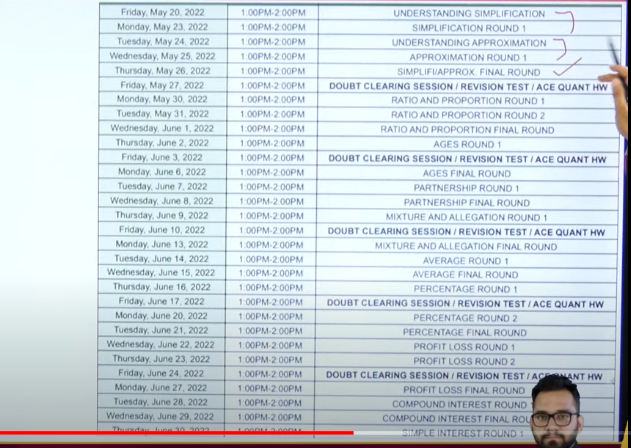 Friday, May 20, 2022 1:00PM-2:00PM UNDERSTANDING SIMPLIFICATION
Monday, May 23, 2022 1:00PM-2:00PM SIMPLIFICATION ROUND 1
Tuesday, May 24, 2022 1:00PM-2:00PM UNDERSTANDING APPROXIMATION
Wednesday, May 25, 2022 1:00PM-2:00PM APPROXIMATION ROUND 1
Thursday, May 26, 2022 1:00PM-2:00PM SIMPLIFIAPPROX. FINAL ROUND
Friday, May 27, 2022 1:00PM-2:00PM DOUBT CLEARING SESSION / REVISION TEST / ACE QUANT HW
Monday, May 30, 2022 1:00PM-2:00PM RATIO AND PROPORTION ROUND 1
Tuesday, May 31, 2022 1:00PM-2:00PM RATIO AND PROPORTION ROUND 2
Wednesday, June 1, 2022 1:00PM-2:00PM RATIO AND PROPORTION FINAL ROUND
Thursday, June 2, 2022 1:00PM-2:00PM AGES ROUND 1
Friday, June 3, 2022 1:00PM-2:00PM DOUBT CLEARING SESSION / REVISION TEST / ACE QUANT HW
Monday, June 6, 2022 1:00PM-2:00PM AGES FINAL ROUND
Tuesday, June 7, 2022 1:00PM-2:00PM PARTNERSHIP ROUND 1
Wednesday, June 8, 2022 1:00PM-2:00PM PARTNERSHIP FINAL ROUND
Thursday, June 9, 2022 1:00PM-2:00PM MIXTURE AND ALLEGATION ROUND 1
Friday, June 10, 2022 1:00PM-2:00PM DOUBT CLEARING SESSION / REVISION TEST / ACE QUANT HW
Monday, June 13, 2022 1:00PM-2:00PM MIXTURE AND ALLEGATION FINAL ROUND
Tuesday, June 14, 2022 1:00PM-2:00PM AVERAGE ROUND 1
Wednesday, June 15, 2022 1:00PM-2:00PM AVERAGE FINAL ROUND
Thursday, June 16, 2022 1:00PM-2:00PM PERCENTAGE ROUND 1
Friday, June 17, 2022 1:00PM-2:00PM DOUBT CLEARING SESSION / REVISION TEST / ACE QUANT HW
Monday, June 20, 2022 1:00PM-2:00PM PERCENTAGE ROUND 2
Tuesday, June 21, 2022 1:00PM-2:00PM PERCENTAGE FINAL ROUND
Wednesday, June 22, 2022 1:00PM-2:00PM PROFIT LOSS ROUND 1
Thursday, June 23, 2022 1:00PM-2:00PM PROFIT LOSS ROUND 2
Friday, June 24, 2022 1:00PM-2:00PM DOUBT CLEARING SESSION / REVISION TEST / ACE QUANT HW
Monday, June 27, 2022 1:00PM-2:00PM PROFIT LOSS FINAL ROUND
Tuesday, June 28, 2022 1:00PM-2:00PM COMPOUND INTEREST ROUND
Wednesday, June 29, 2022 1:00PM-2:00PM COMPOUND INTEREST FINAL
Thursday, June 30, 2022 1:00PM-2:00PM SIMPLE INTEREST ROUND 1